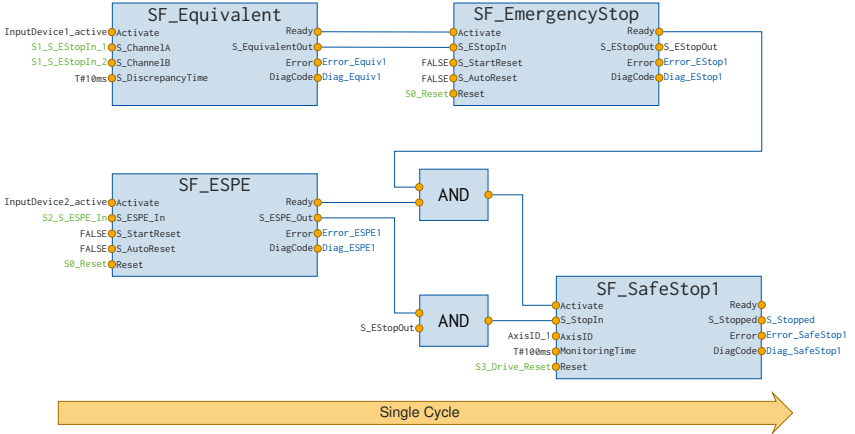 SF_Equivalent
InputDevice1_active Activate Ready
S1_S_EStopIn_1 S_ChannelA S_EquivalentOut
S1_S_EStopIn_2 S_ChannelB Error Error_Equiv1
T#10ms S_DiscrepancyTime DiagCode Diag_Equiv1
SF_EmergencyStop
Activate Ready
S_EStopIn S_EStopOut S_EStopOut
FALSE S_StartReset Error Error_EStop1
FALSE S_AutoReset DiagCode Diag_EStop1
S0_Reset Reset
SF_ESPE
InputDevice2_active Activate Ready
S2_S_ESPE_In S_ESPE_In S_ESPE_Out
FALSE S_StartReset Error Error_ESPE1
FALSE S_AutoReset DiagCode Diag_ESPE1
S0_Reset Reset
AND
S_EStopOut AND
SF_SafeStop1
Activate Ready
S_StopIn S_Stopped S_Stopped
AxisID_1 AxisID Error Error_SafeStop1
T#100ms MonitoringTime DiagCode Diag_SafeStop1
S3_Drive_Reset Reset
Single Cycle